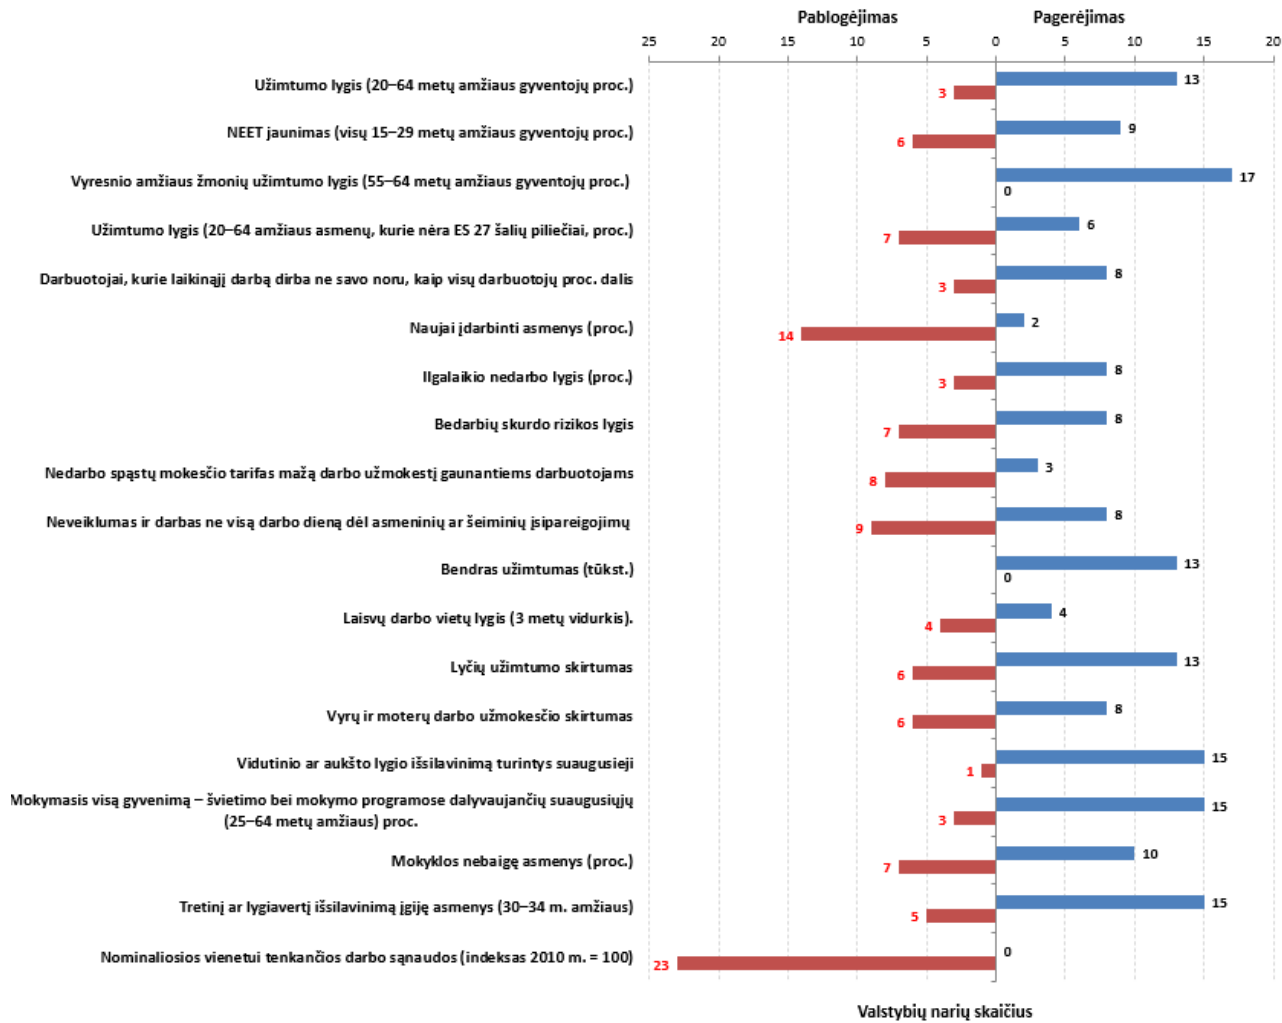 Pablogėjimas Pagerėjimas
25 20 15 10 5 0 5 10 15 20
Užimtumo lygis (20–64 metų amžiaus gyventojų proc.) 3 13
NEET jaunimas (visų 15–29 metų amžiaus gyventojų proc.) 6 9
Vyresnio amžiaus žmonių užimtumo lygis (55–64 metų amžiaus gyventojų proc.) 0 17
Užimtumo lygis (20–64 amžiaus asmenų, kurie nėra ES 27 šalių piliečiai, proc.) 7 6
Darbuotojai, kurie laikinąjį darbą dirba ne savo noru, kaip visų darbuotojų proc. dalis 3 8
Naujai įdarbinti asmenys (proc.) 14 2
Ilgalaikio nedarbo lygis (proc.) 3 8
Bedarbių skurdo rizikos lygis 7 8
Nedarbo spąstų mokesčio tarifas mažą darbo užmokestį gaunantiems darbuotojams 8 3
Neveiklumas ir darbas ne visą darbo dieną dėl asmeninių ar šeiminių įsipareigojimų 9 8
Bendras užimtumas (tūkst.) 0 13
Laisvų darbo vietų lygis (3 metų vidurkis). 4 4
Lyčių užimtumo skirtumas 6 13
Vyrų ir moterų darbo užmokesčio skirtumas 6 8
Vidutinio ar aukšto lygio išsilavinimą turintys suaugusieji 1 15
Mokymasis visą gyvenimą – švietimo bei mokymo programose dalyvaujančių suaugusiųjų
(25–64 metų amžiaus) proc. 3 15
Mokyklos nebaigę asmenys (proc.) 7 10
Tretinį ar lygiavertį išsilavinimą įgiję asmenys (30–34 m. amžiaus) 5 15
Nominaliosios vienetui tenkančios darbo sąnaudos (indeksas 2010 m. = 100) 23 0
Valstybių narių skaičius